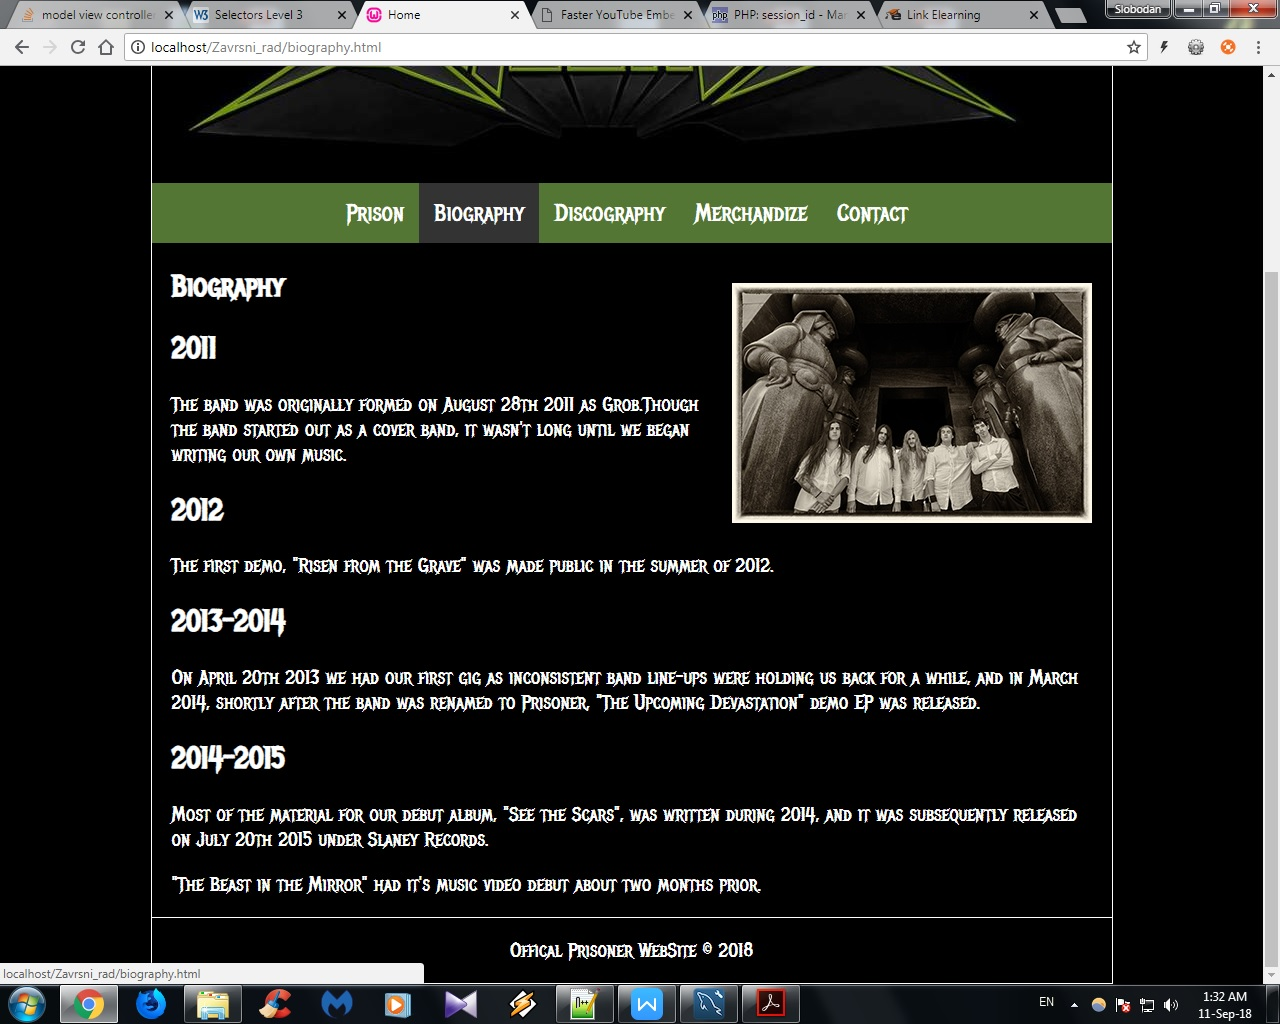 model view controller
Selectors Level 3
Home
Faster YouTube Embe
PHP: session_id - Mar
Link Elearning
Slobodan
localhost/Zavrsni_rad/biography.html
Prison
Biography
Discography
Merchandize
Contact
Biography
2011
The band was originally formed on August 28th 2011 as Grob.Though
the band started out as a cover band, it wasn't long until we began
writing our own music.
2012
The first demo, "Risen from the Grave" was made public in the summer of 2012.
2013-2014
On April 20th 2013 we had our first gig as inconsistent band line-ups were holding us back for a while, and in March
2014, shortly after the band was renamed to Prisoner, "The Upcoming Devastation" demo EP was released.
2014-2015
Most of the material for our debut album, "See the Scars", was written during 2014, and it was subsequently released
on July 20th 2015 under Slaney Records.
"The Beast in the Mirror" had it's music video debut about two months prior.
Offical Prisoner WebSite © 2018
localhost/Zavrsni_rad/biography.html
EN
1:32 AM
11-Sep-18